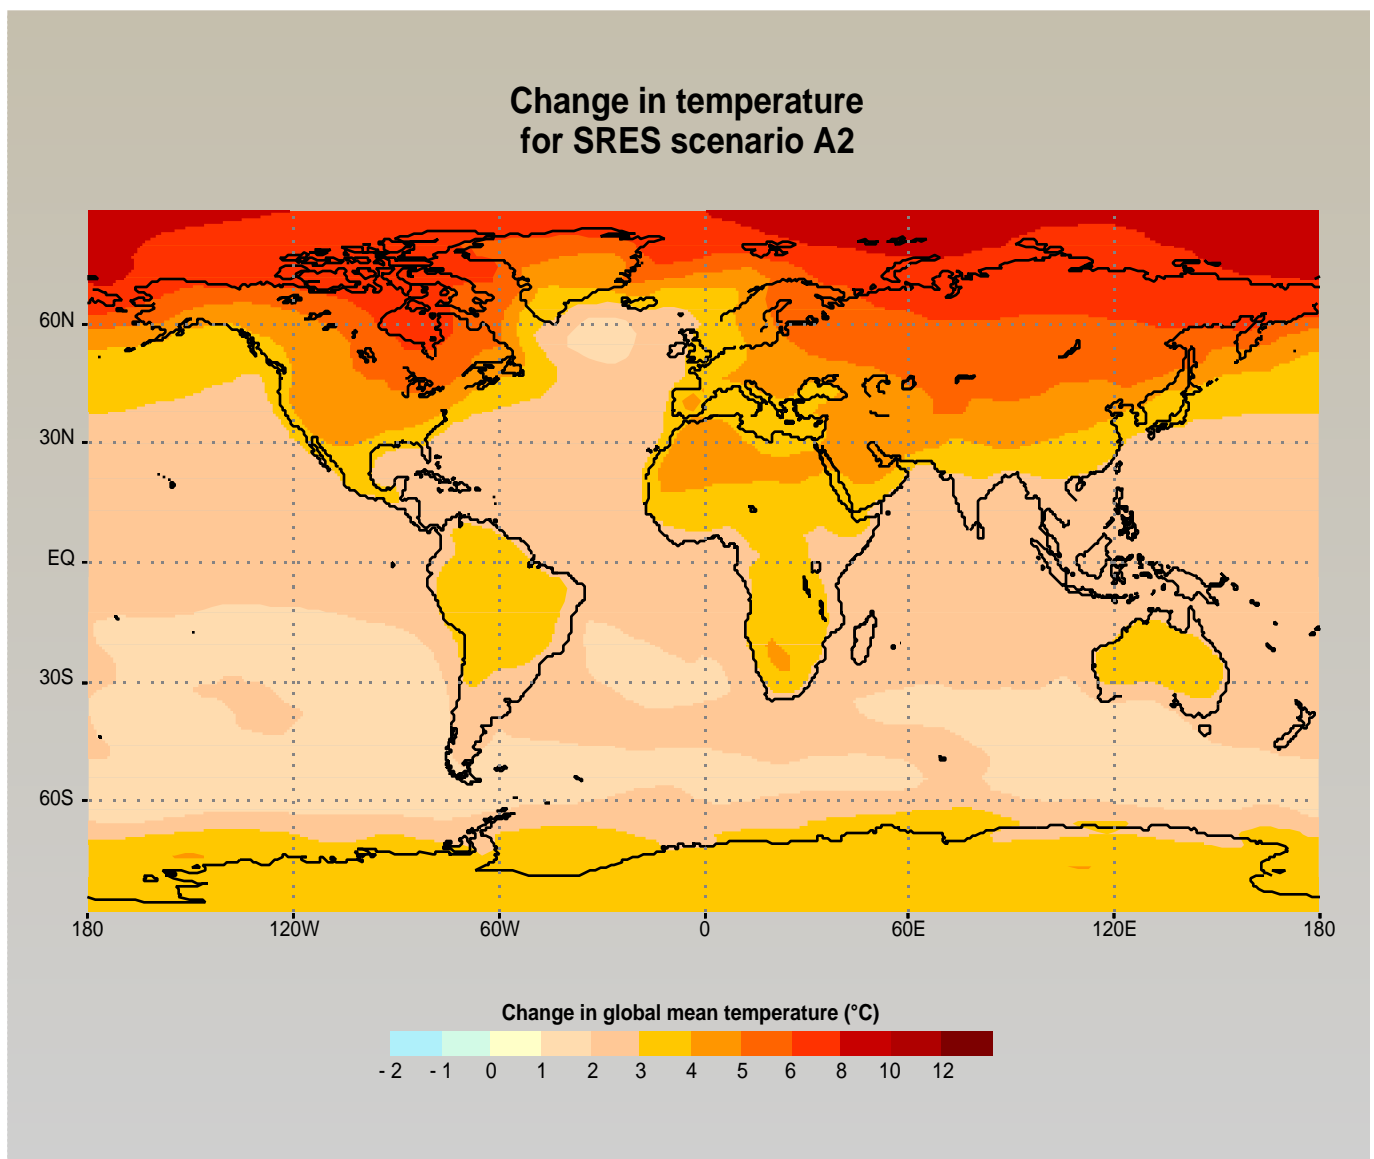 Change in temperature
for SRES scenario A2
60N
30N
EQ
30S
60S
180 120W 60W 0 60E 120E 180
Change in global mean temperature (°C)
- 2 - 1 0 1 2 3 4 5 6 8 10 12